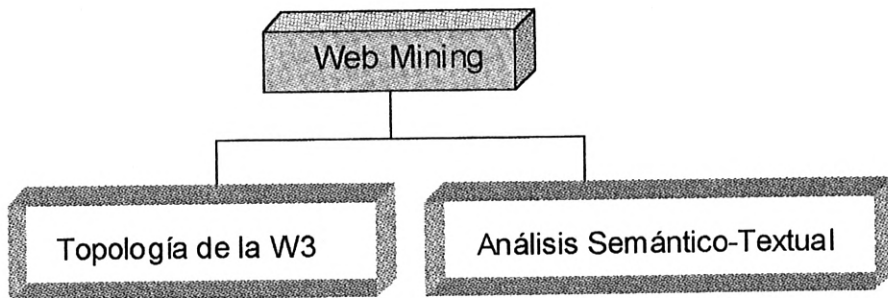 Web Mining
Topología de la W3
Análisis Semántico-Textual